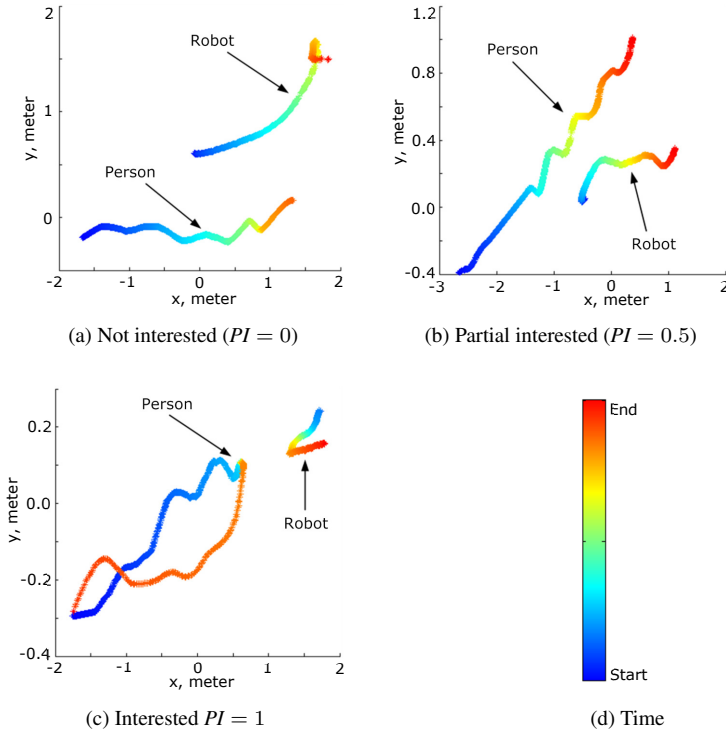 2
Robot
y, meter
1
Person
0
-2
-1
0
1
2
x, meter
(a) Not interested (PI = 0)
1.2
Person
0.8
y, meter
0.4
Robot
0.0
-0.4
-3
-2
-1
0
1
2
x, meter
(b) Partial interested (PI = 0.5)
Person
0.2
y, meter
0.0
Robot
-0.2
-0.4
-2
-1
0
1
2
x, meter
(c) Interested PI = 1
End
Start
(d) Time